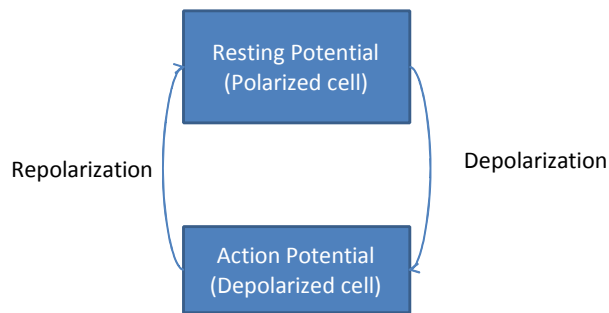 Resting Potential
(Polarized cell)
Repolarization
Depolarization
Action Potential
(Depolarized cell)